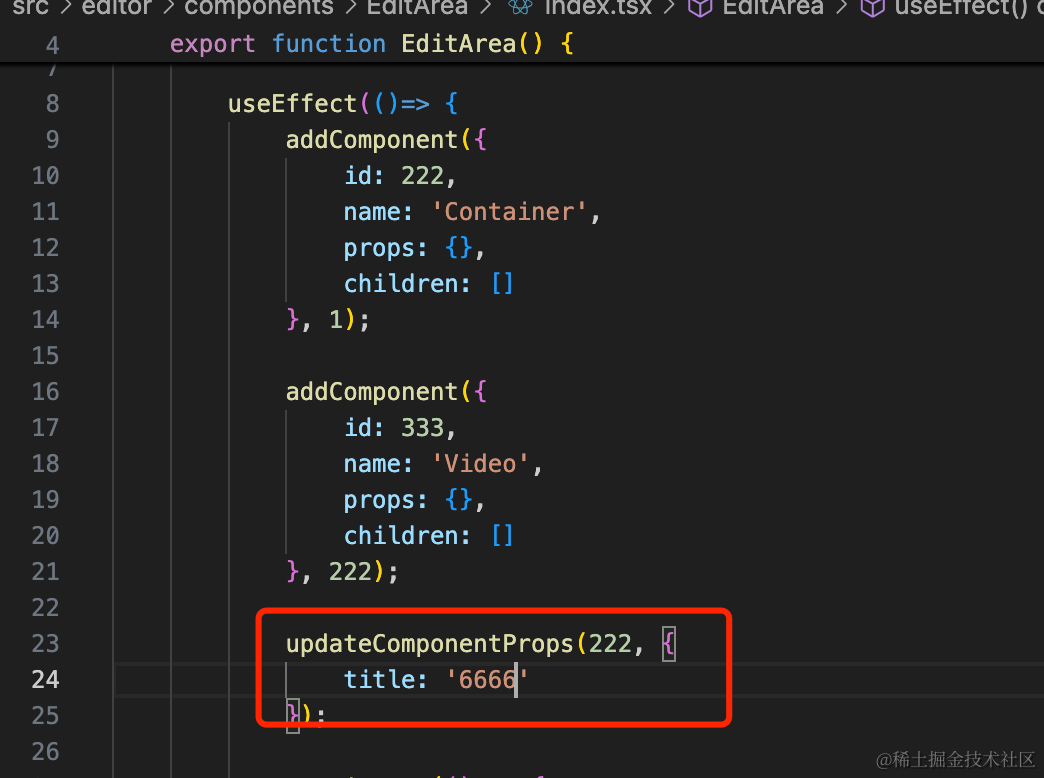 src > editor > components > EditArea > index.tsx > EditArea > useEffect()
4 export function EditArea() {
7
8 useEffect(()=> {
9 addComponent({
10 id: 222,
11 name: 'Container',
12 props: {},
13 children: []
14 }, 1);
15
16 addComponent({
17 id: 333,
18 name: 'Video',
19 props: {},
20 children: []
21 }, 222);
22
23 updateComponentProps(222, {
24 title: '6666'
25 });
26
@稀土掘金技术社区